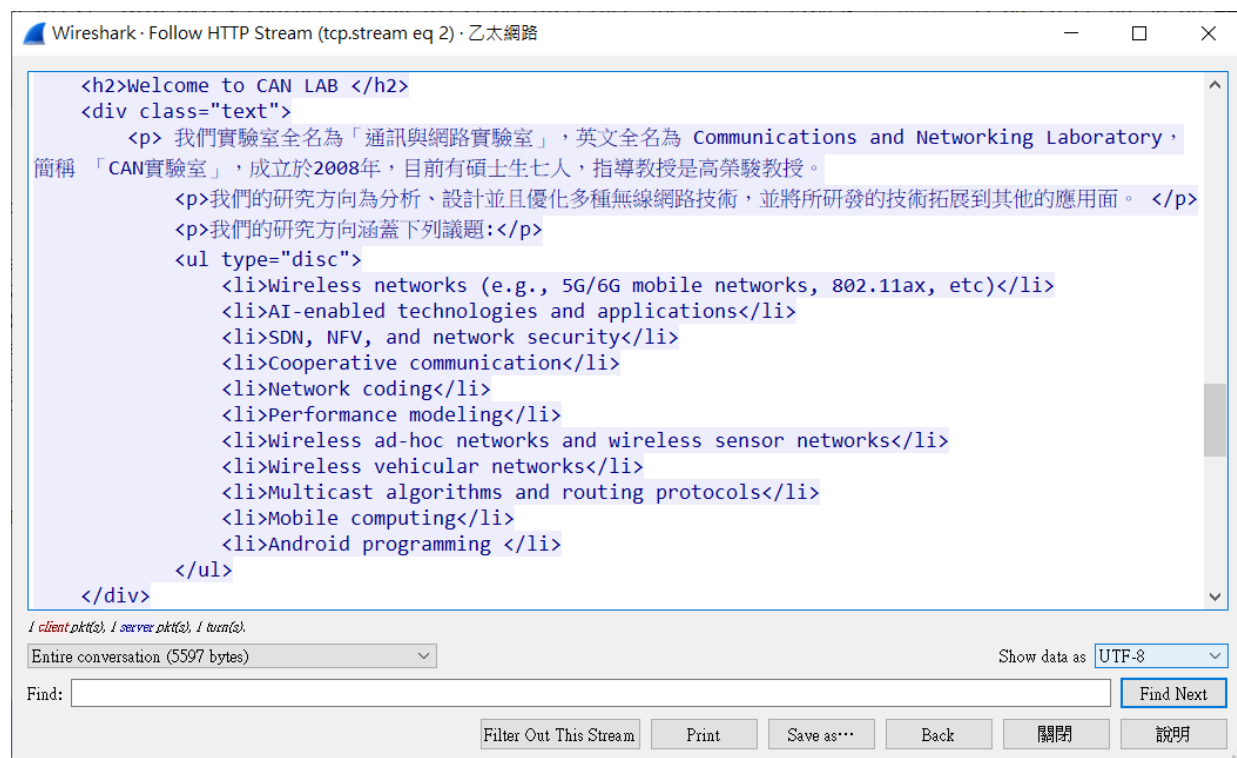 Wireshark · Follow HTTP Stream (tcp.stream eq 2) · 乙太網路
<h2>Welcome to CAN LAB </h2>
<div class="text">
<p> 我們實驗室全名為「通訊與網路實驗室」，英文全名為 Communications and Networking Laboratory，
簡稱 「CAN實驗室」，成立於2008年，目前有碩士生七人，指導教授是高榮駿教授。
<p>我們的研究方向為分析、設計並且優化多種無線網路技術，並將所研發的技術拓展到其他的應用面。 </p>
<p>我們的研究方向涵蓋下列議題:</p>
<ul type="disc">
<li>Wireless networks (e.g., 5G/6G mobile networks, 802.11ax, etc)</li>
<li>AI-enabled technologies and applications</li>
<li>SDN, NFV, and network security</li>
<li>Cooperative communication</li>
<li>Network coding</li>
<li>Performance modeling</li>
<li>Wireless ad-hoc networks and wireless sensor networks</li>
<li>Wireless vehicular networks</li>
<li>Multicast algorithms and routing protocols</li>
<li>Mobile computing</li>
<li>Android programming </li>
</ul>
</div>
1 client pkt(s), 1 server pkt(s), 1 turn(s).
Entire conversation (5597 bytes)
Show data as UTF-8
Find:
Find Next
Filter Out This Stream
Print
Save as…
Back
關閉
說明